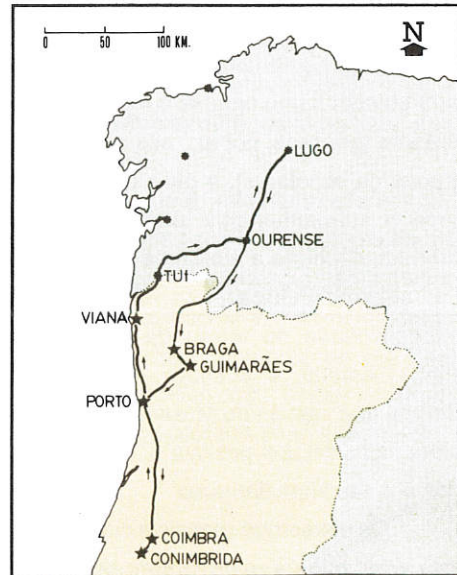 0 50 100 KM.
N
LUGO
OURENSE
TUI
VIANA
BRAGA
GUIMARÃES
PORTO
COIMBRA
CONIMBRIDA